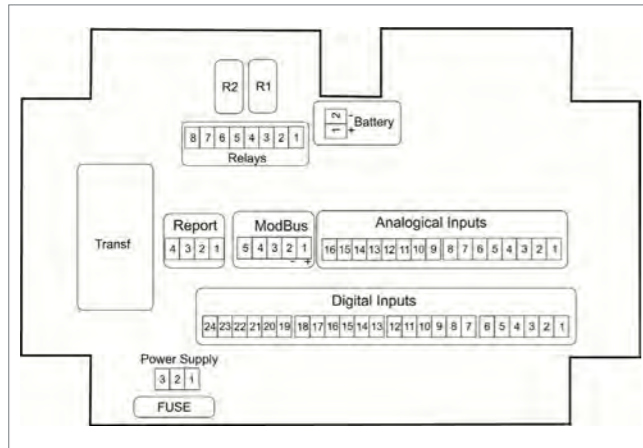 R2 R1
2 -
1 +
Battery
8 7 6 5 4 3 2 1
Relays
Transf
Report
4 3 2 1
ModBus
5 4 3 2 1
- +
Analogical Inputs
16 15 14 13 12 11 10 9 8 7 6 5 4 3 2 1
Digital Inputs
24 23 22 21 20 19 18 17 16 15 14 13 12 11 10 9 8 7 6 5 4 3 2 1
Power Supply
3 2 1
FUSE